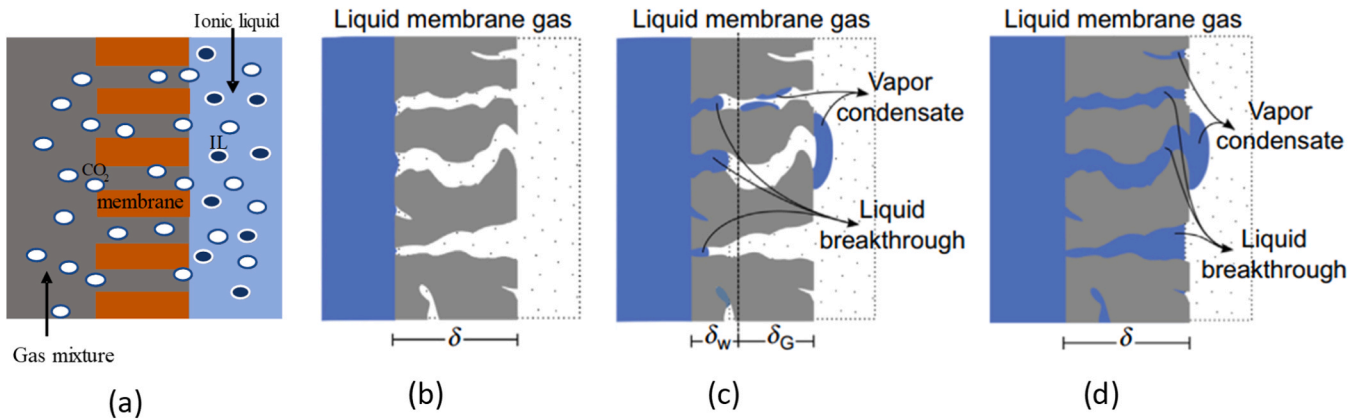 Ionic liquid
IL
CO2
membrane
Gas mixture
(a)
Liquid membrane gas
δ
(b)
Liquid membrane gas
Vapor
condensate
Liquid
breakthrough
δw
δG
(c)
Liquid membrane gas
Vapor
condensate
Liquid
breakthrough
δ
(d)